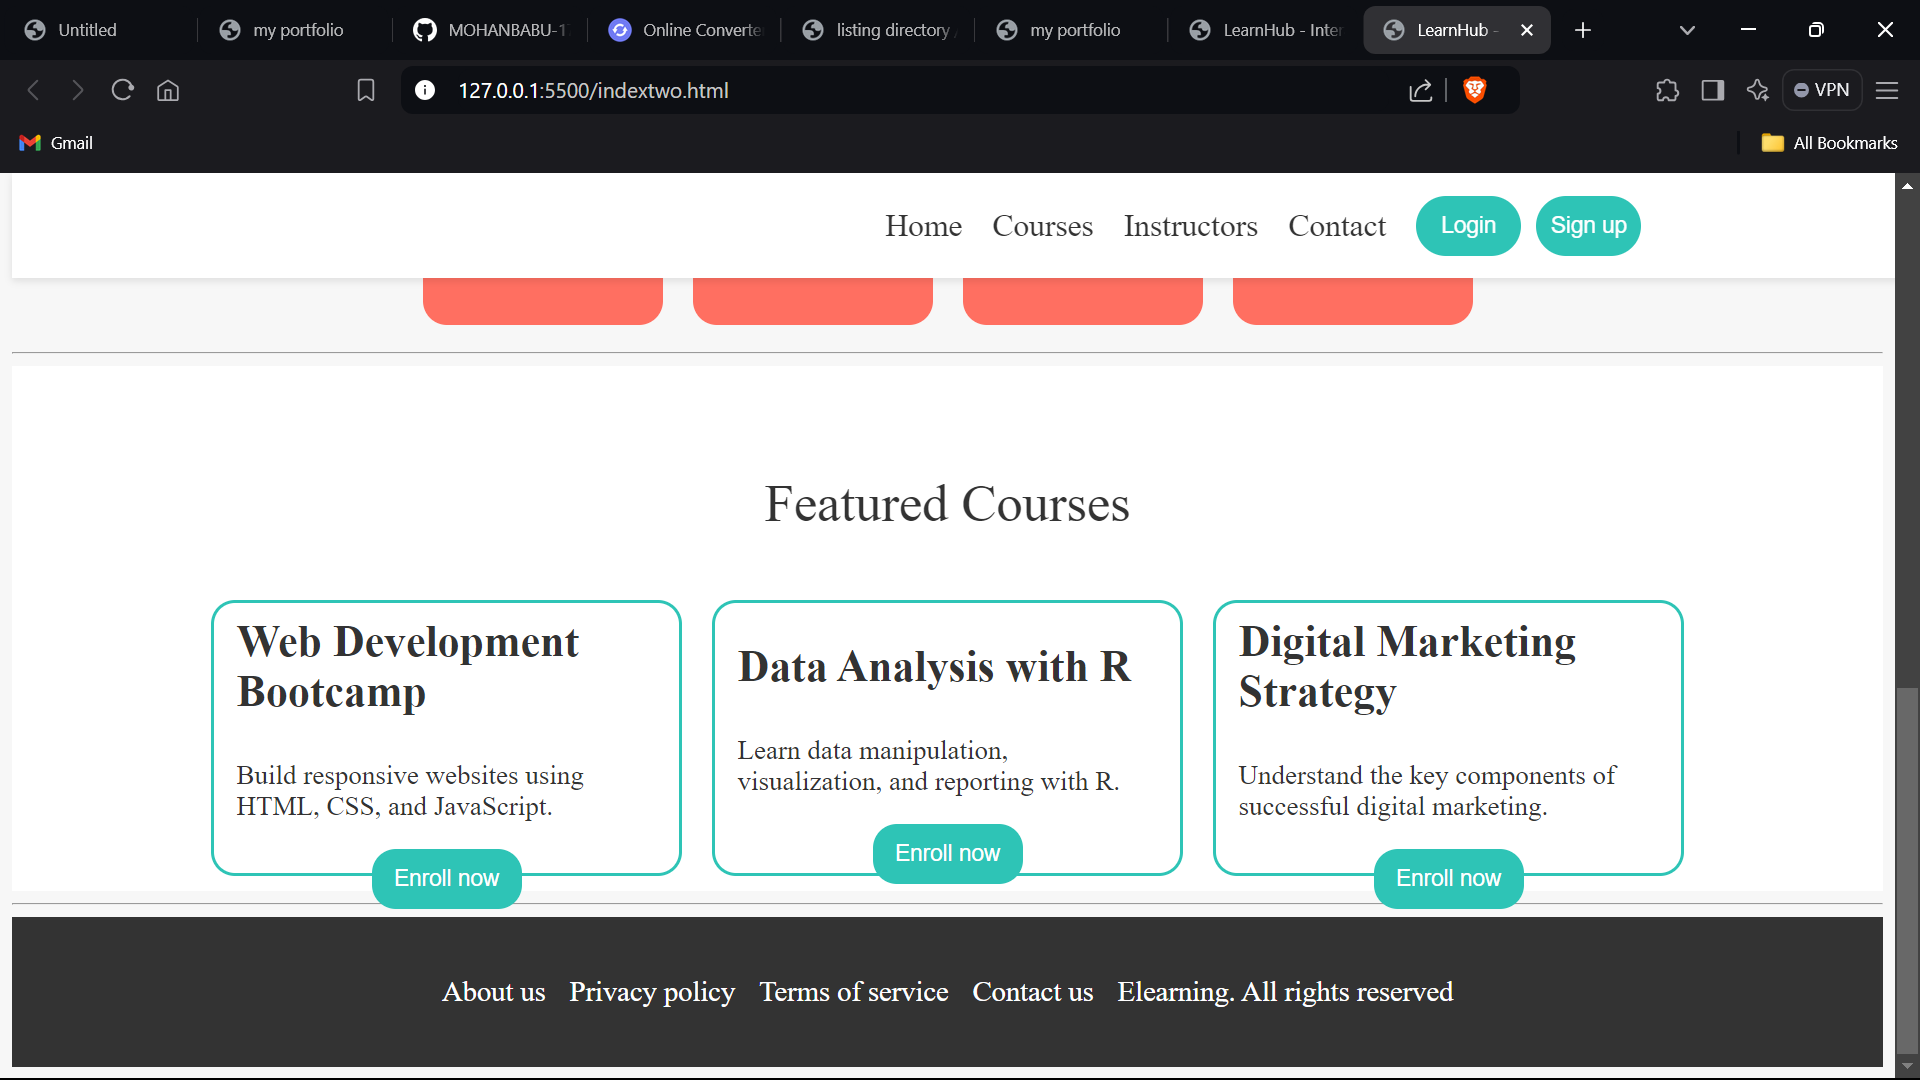 Untitled
my portfolio
MOHANBABU-1
Online Converte
listing directory
my portfolio
LearnHub - Inter
LearnHub -
127.0.0.1:5500/indextwo.html
VPN
Gmail
All Bookmarks
Home Courses Instructors Contact Login Sign up
Featured Courses
Web Development
Bootcamp
Build responsive websites using
HTML, CSS, and JavaScript.
Enroll now
Data Analysis with R
Learn data manipulation,
visualization, and reporting with R.
Enroll now
Digital Marketing
Strategy
Understand the key components of
successful digital marketing.
Enroll now
About us Privacy policy Terms of service Contact us Elearning. All rights reserved